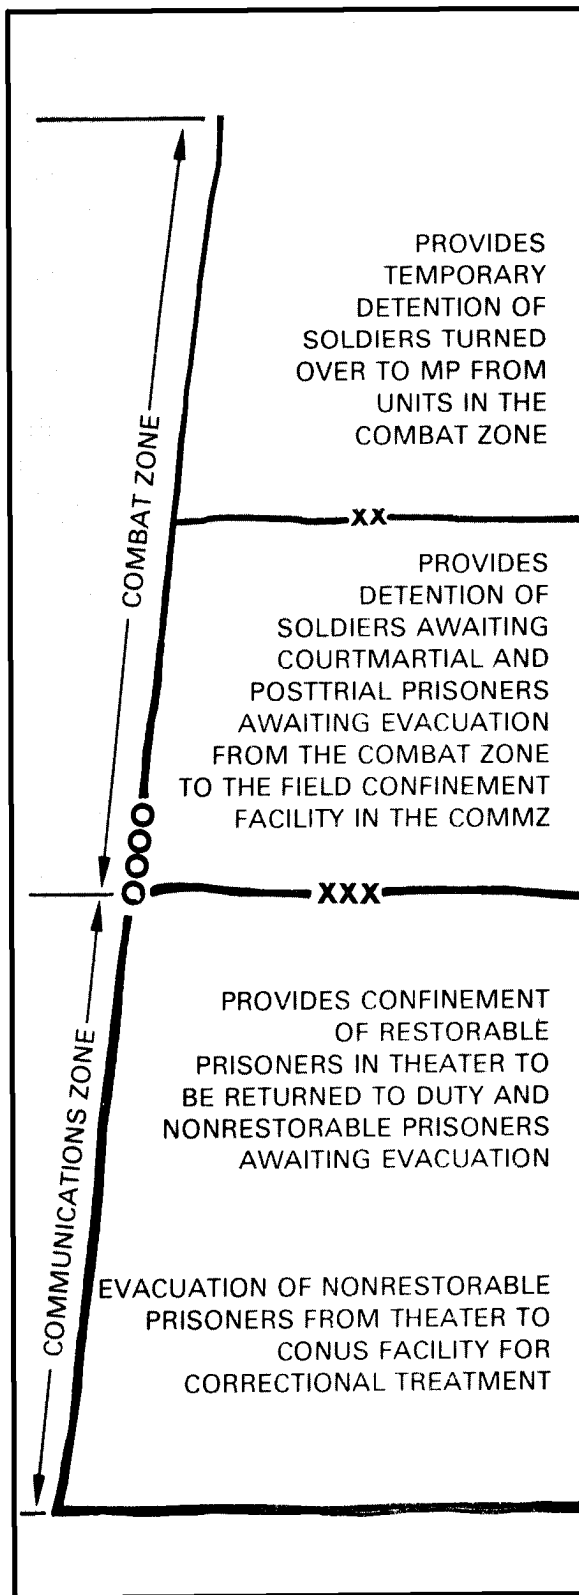 PROVIDES
TEMPORARY
DETENTION OF
SOLDIERS TURNED
OVER TO MP FROM
UNITS IN THE
COMBAT ZONE
COMBAT ZONE
XX
PROVIDES
DETENTION OF
SOLDIERS AWAITING
COURTMARTIAL AND
POSTTRIAL PRISONERS
AWAITING EVACUATION
FROM THE COMBAT ZONE
TO THE FIELD CONFINEMENT
FACILITY IN THE COMMZ
OOOO
XXX
PROVIDES CONFINEMENT
OF RESTORABLE
PRISONERS IN THEATER TO
BE RETURNED TO DUTY AND
NONRESTORABLE PRISONERS
AWAITING EVACUATION
COMMUNICATIONS ZONE
EVACUATION OF NONRESTORABLE
PRISONERS FROM THEATER TO
CONUS FACILITY FOR
CORRECTIONAL TREATMENT